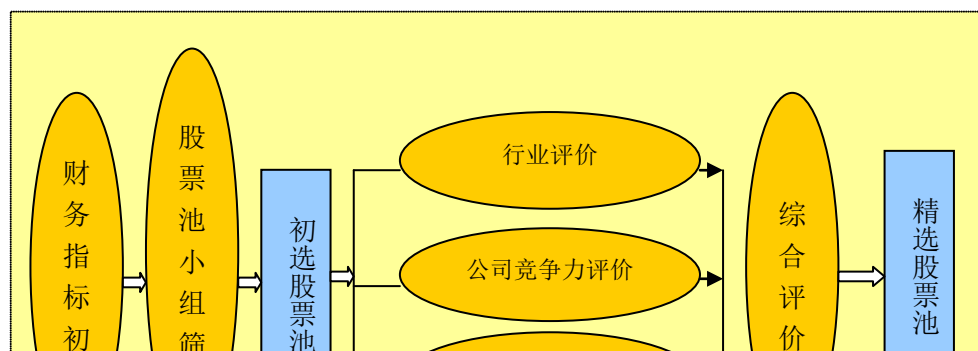 财务指标初
股票池小组筛
初选股票池
行业评价
公司竞争力评价
综合评价
精选股票池